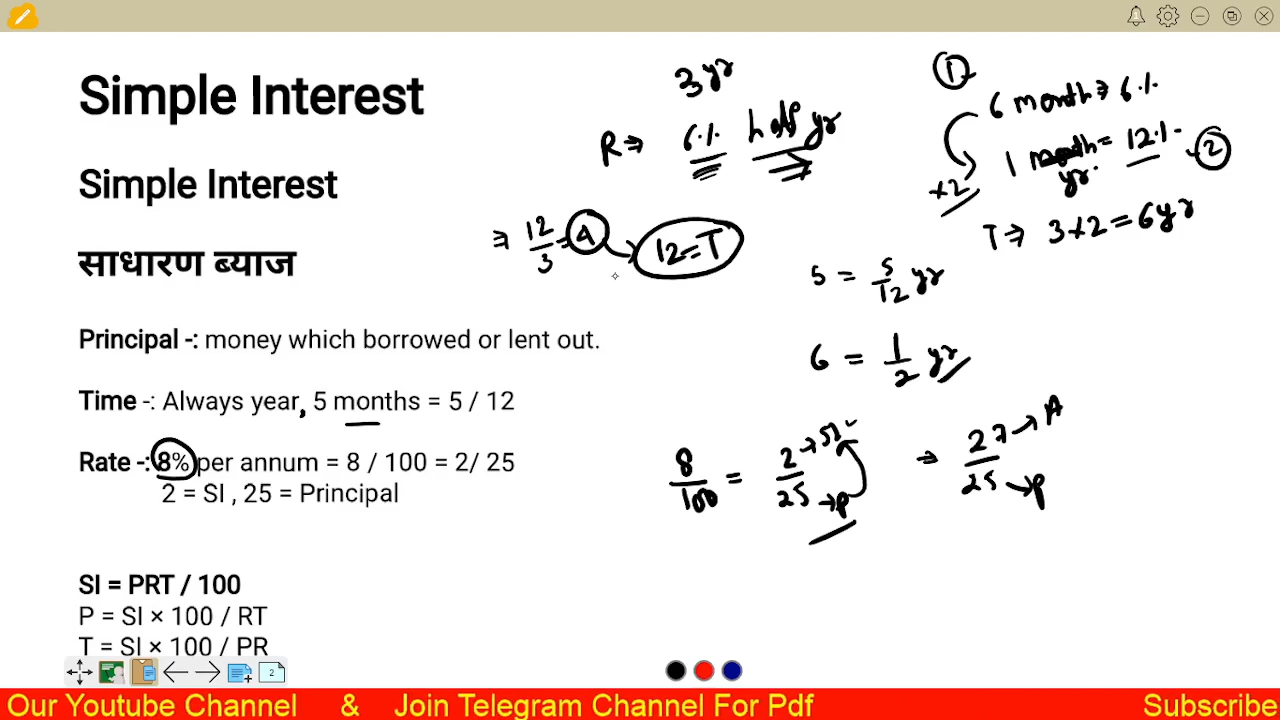 Simple Interest
Simple Interest
साधारण ब्याज
Principal -: money which borrowed or lent out.
Time -: Always year, 5 months = 5 / 12
Rate -: 8% per annum = 8 / 100 = 2/ 25
2 = SI , 25 = Principal
SI = PRT / 100
P = SI × 100 / RT
T = SI × 100 / PR
3 yr
R ⇒ 6% half yr
⇒ 12/3 = 4 → 12 = T
①
6 month ⇒ 6%
1 yr = 12% ②
×2
T ⇒ 3×2 = 6yr
5 = 5/12 yr
6 = 1/2 yr
8/100 = 2/25 → SI → P ⇒ 27/25 → A → P
2
Our Youtube Channel & Join Telegram Channel For Pdf Subscribe